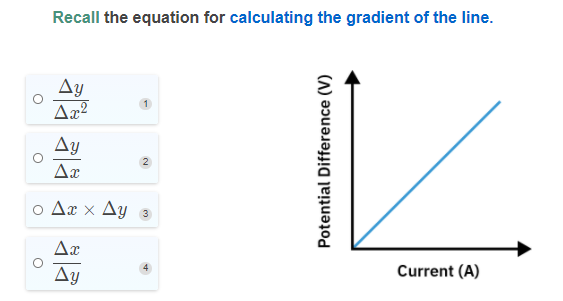 Recall the equation for calculating the gradient of the line.
Δy
Δx²
1
Δy
Δx
2
Δx × Δy
3
Δx
Δy
4
Potential Difference (V)
Current (A)